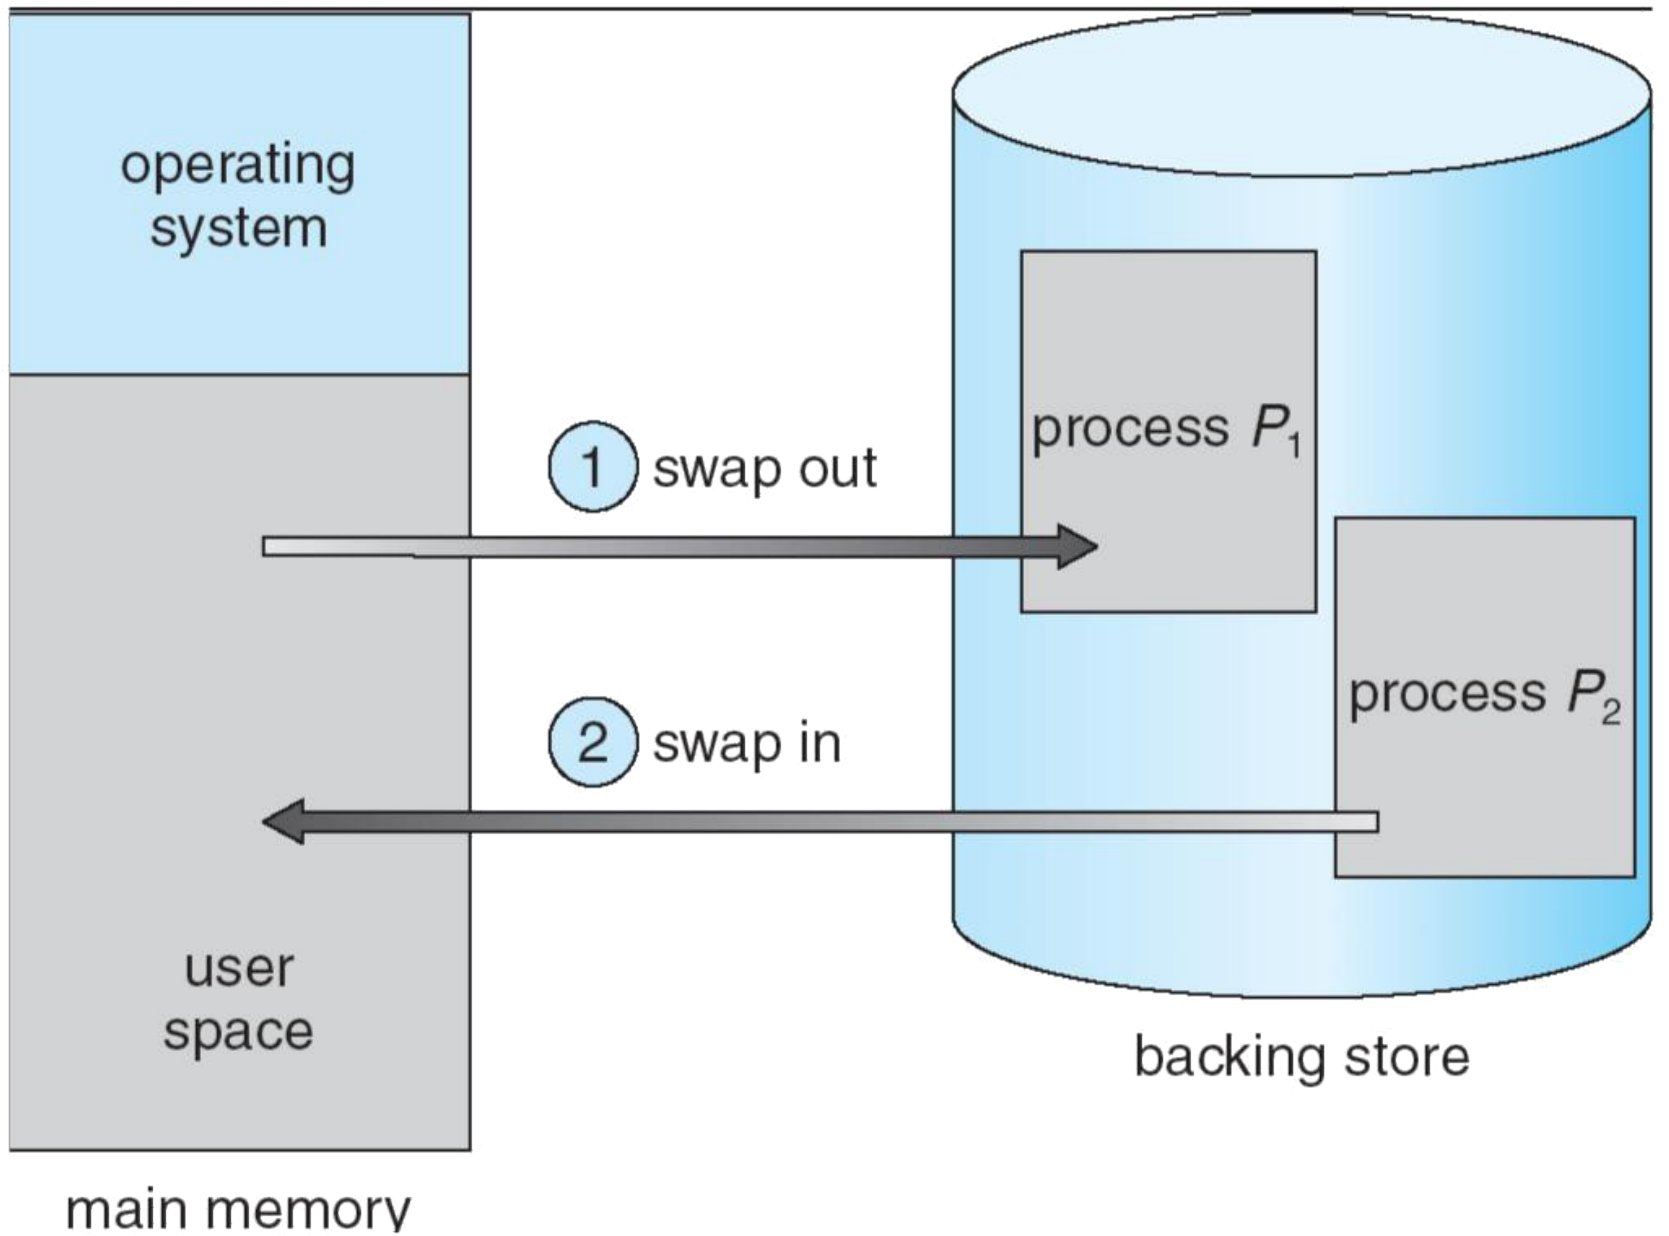 operating
system
1 swap out
process P₁
process P₂
2 swap in
user
space
backing store
main memory